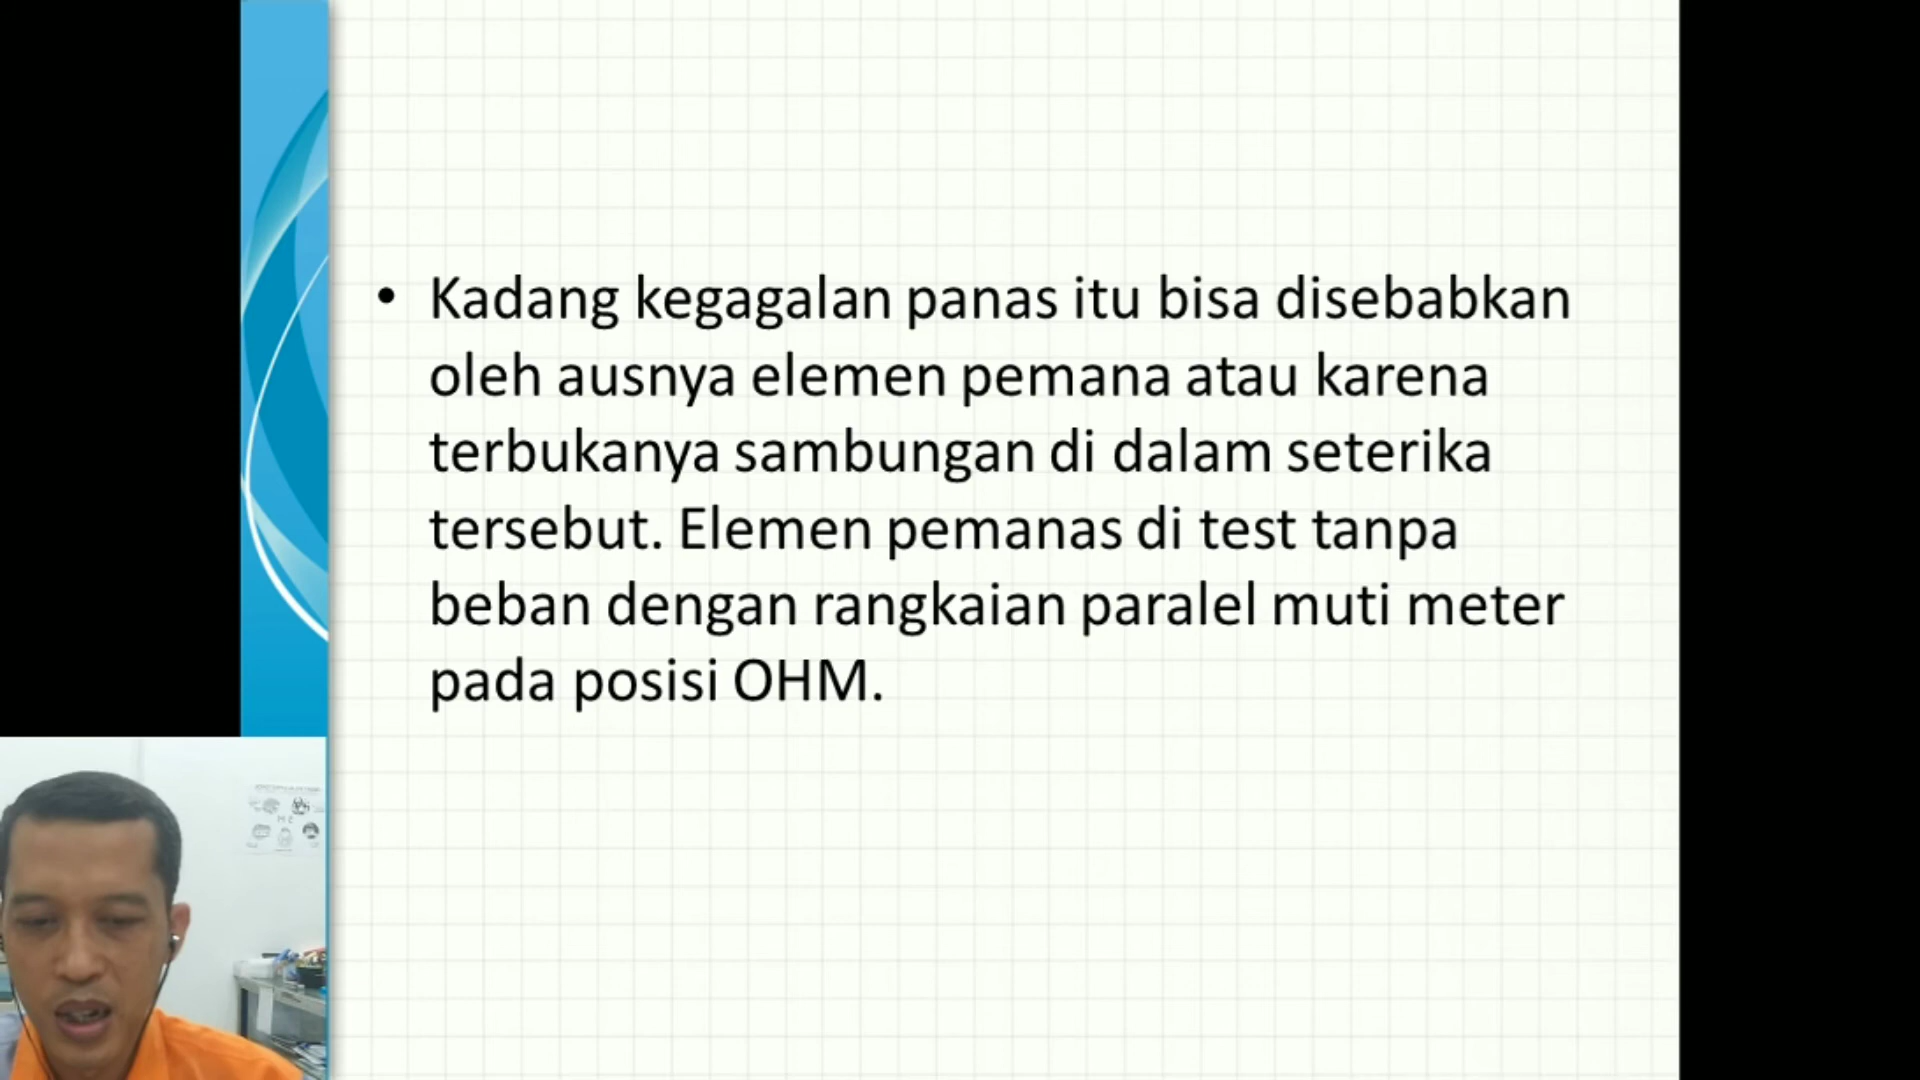 • Kadang kegagalan panas itu bisa disebabkan
oleh ausnya elemen pemana atau karena
terbukanya sambungan di dalam seterika
tersebut. Elemen pemanas di test tanpa
beban dengan rangkaian paralel muti meter
pada posisi OHM.